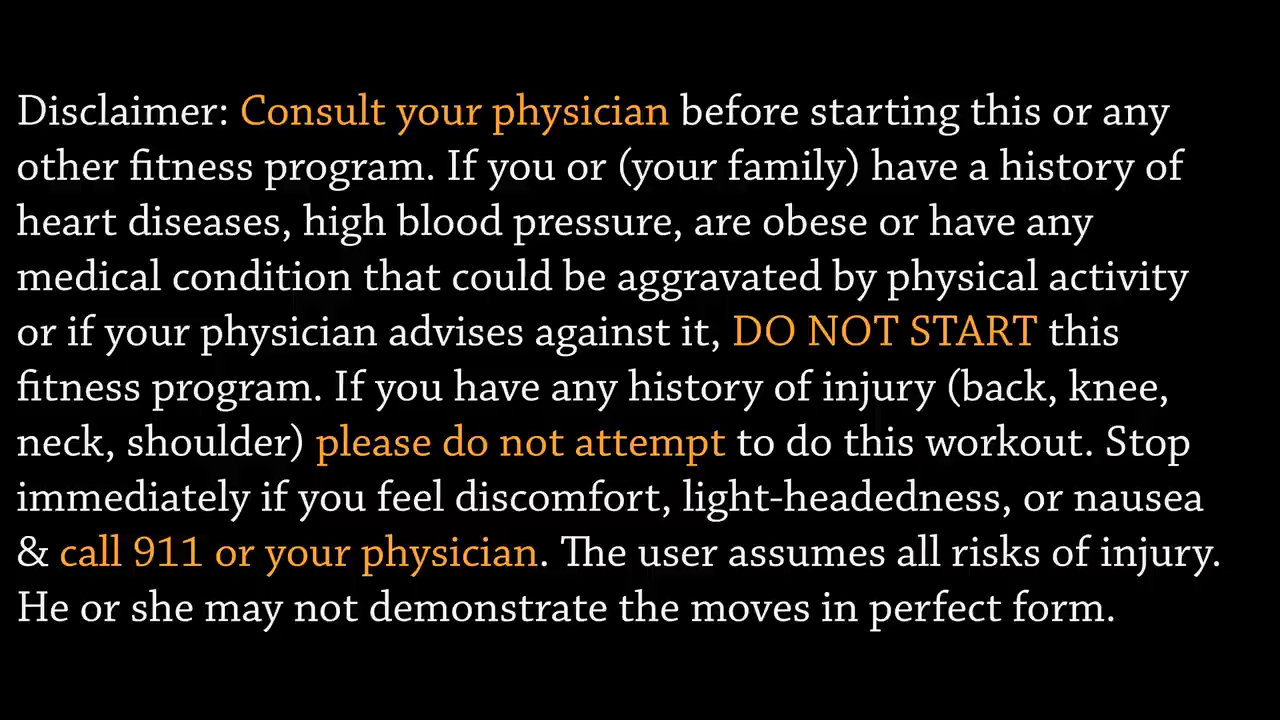 Disclaimer: Consult your physician before starting this or any
other fitness program. If you or (your family) have a history of
heart diseases, high blood pressure, are obese or have any
medical condition that could be aggravated by physical activity
or if your physician advises against it, DO NOT START this
fitness program. If you have any history of injury (back, knee,
neck, shoulder) please do not attempt to do this workout. Stop
immediately if you feel discomfort, light-headedness, or nausea
& call 911 or your physician. The user assumes all risks of injury.
He or she may not demonstrate the moves in perfect form.